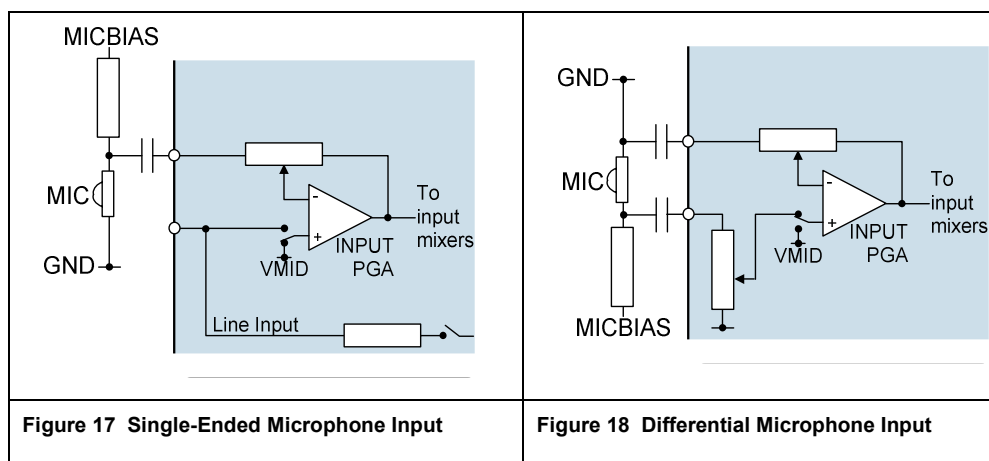 MICBIAS
MIC
GND
-
+
VMID
INPUT
PGA
To
input
mixers
Line Input
Figure 17 Single-Ended Microphone Input
GND
MIC
MICBIAS
-
+
VMID
INPUT
PGA
To
input
mixers
Figure 18 Differential Microphone Input